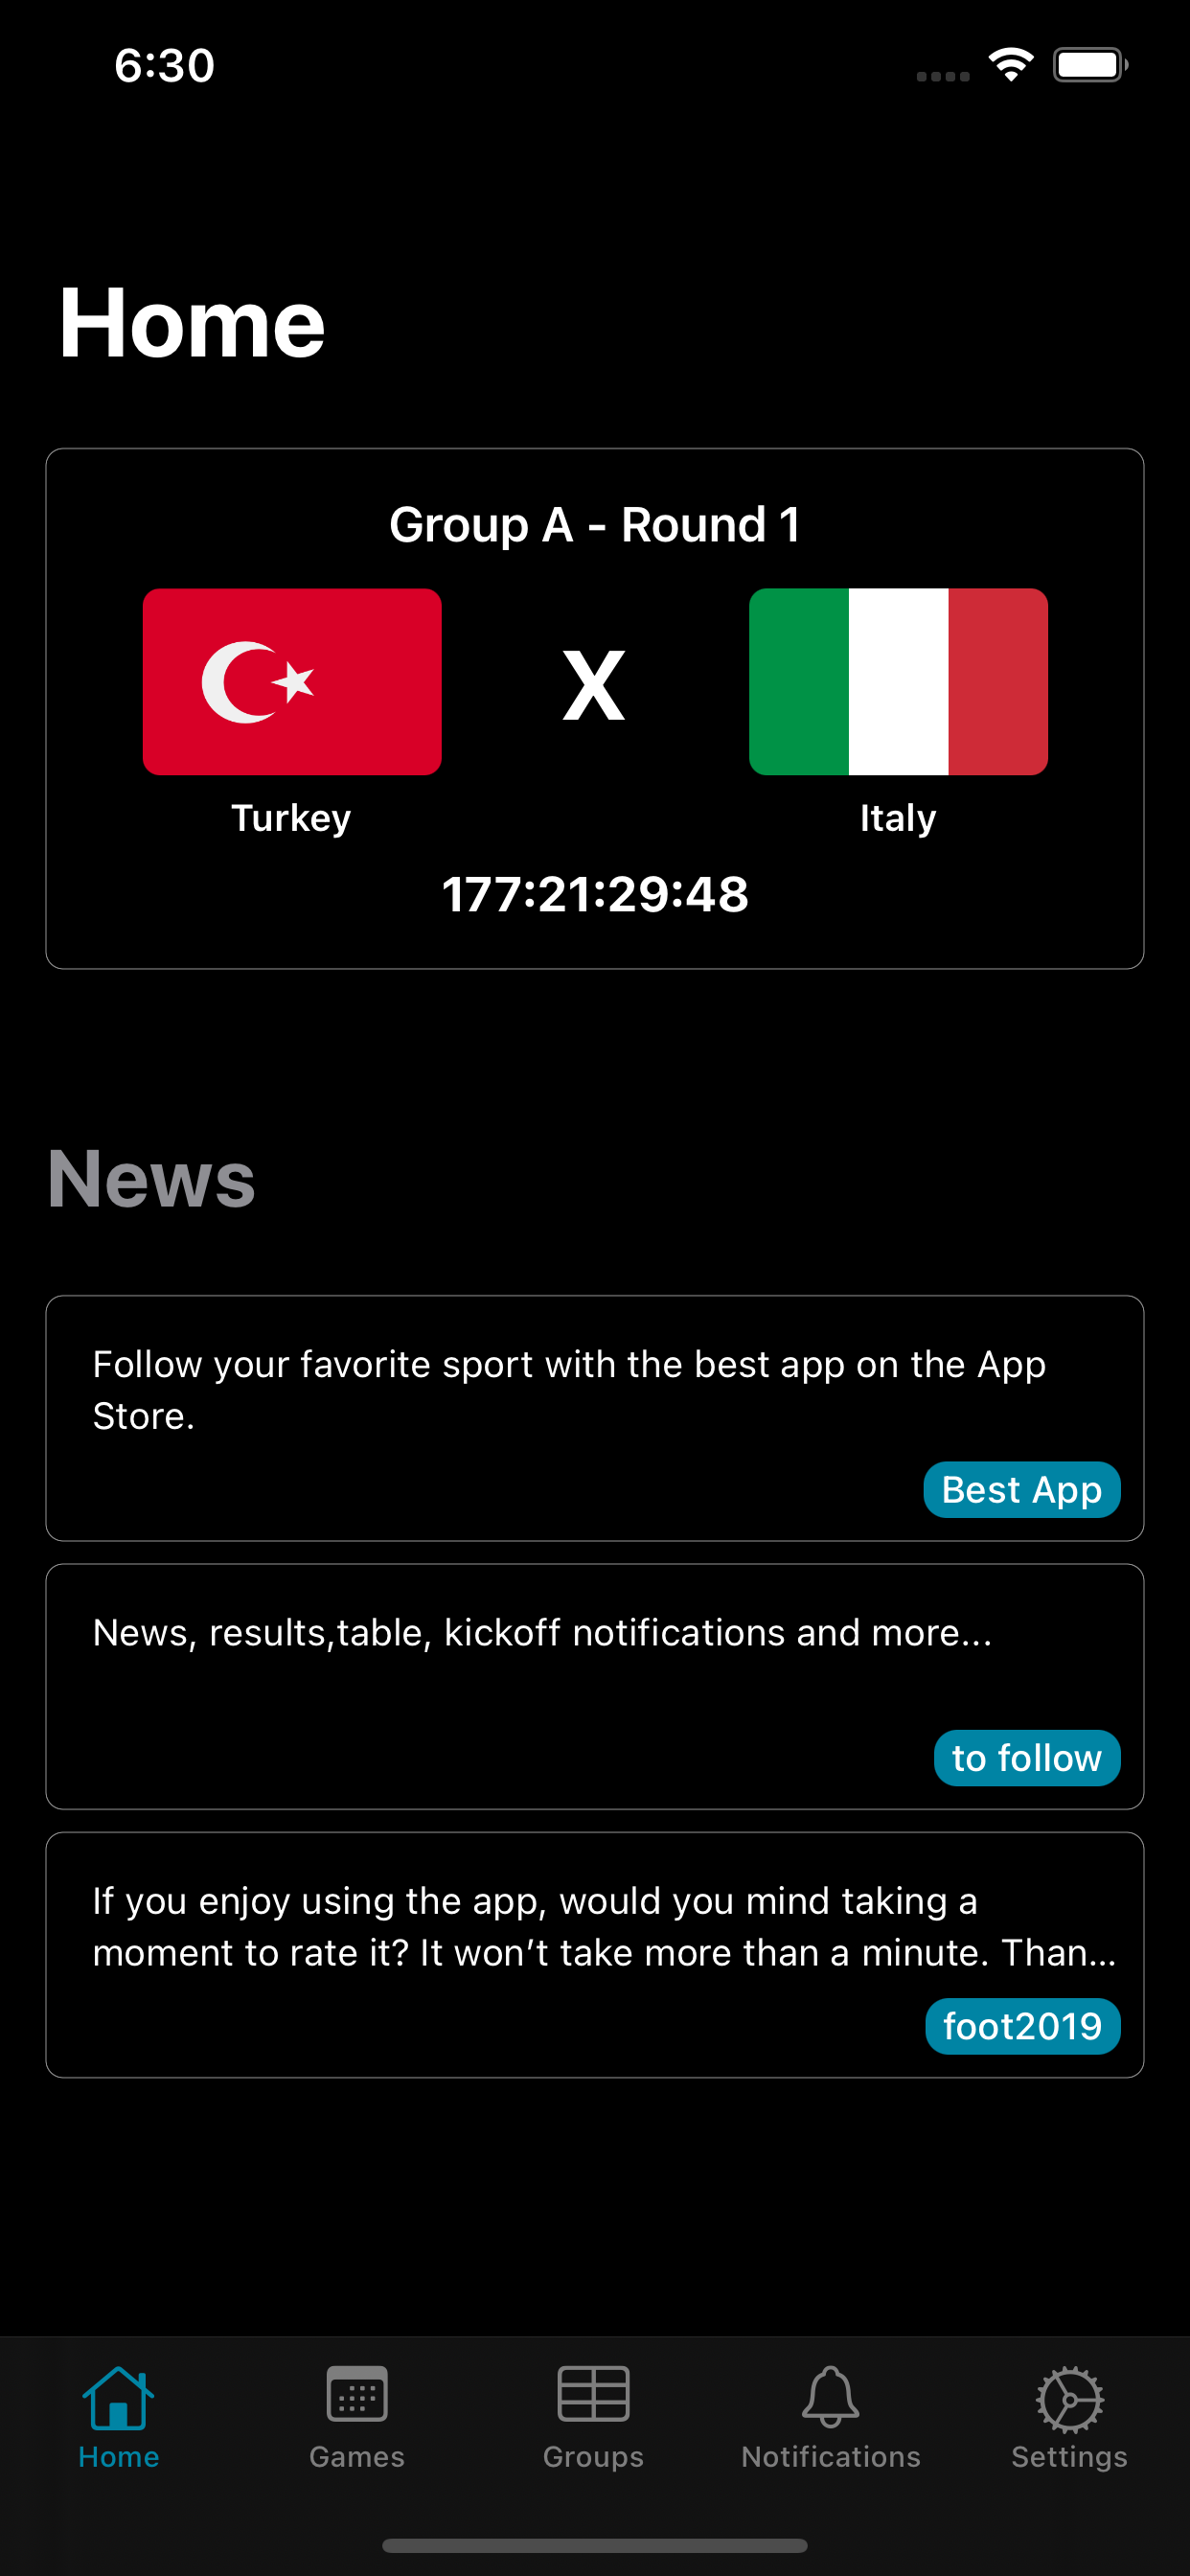 6:30
Home
Group A - Round 1
X
Turkey
Italy
177:21:29:48
News
Follow your favorite sport with the best app on the App
Store.
Best App
News, results,table, kickoff notifications and more...
to follow
If you enjoy using the app, would you mind taking a
moment to rate it? It won’t take more than a minute. Than...
foot2019
Home
Games
Groups
Notifications
Settings